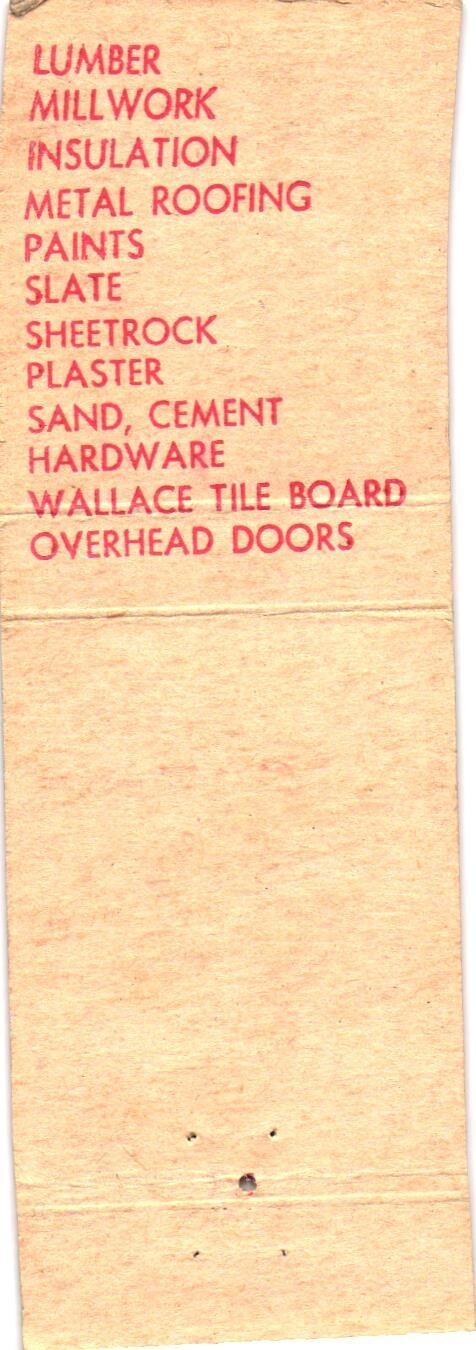 LUMBER
MILLWORK
INSULATION
METAL ROOFING
PAINTS
SLATE
SHEETROCK
PLASTER
SAND, CEMENT
HARDWARE
WALLACE TILE BOARD
OVERHEAD DOORS